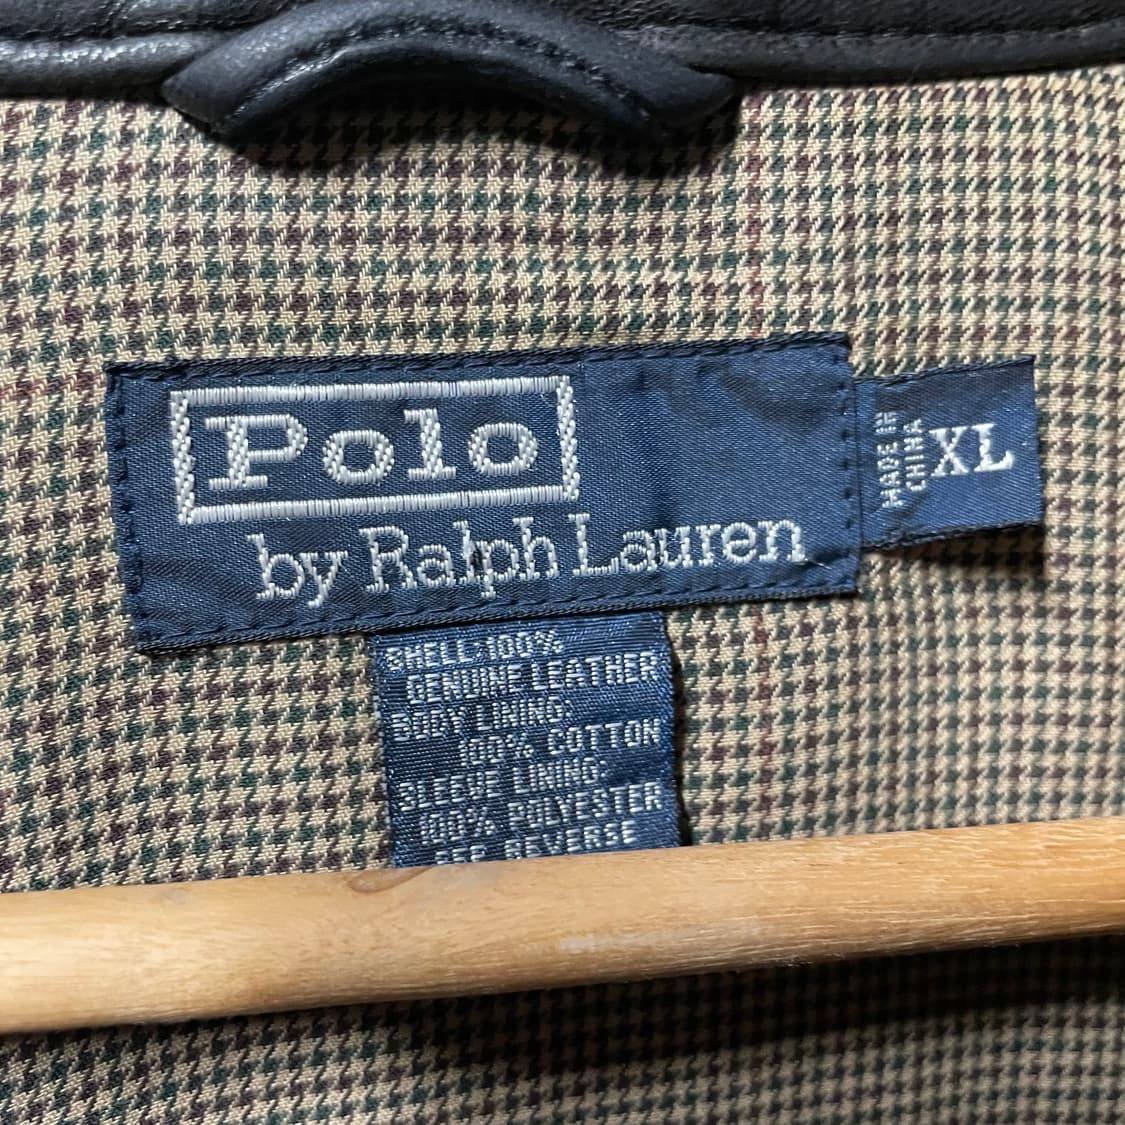 Polo
by Ralph Lauren
MADE IN
CHINA
XL
SHELL: 100%
GENUINE LEATHER
BODY LINING:
100% COTTON
SLEEVE LINING:
100% POLYESTER
SEE REVERSE